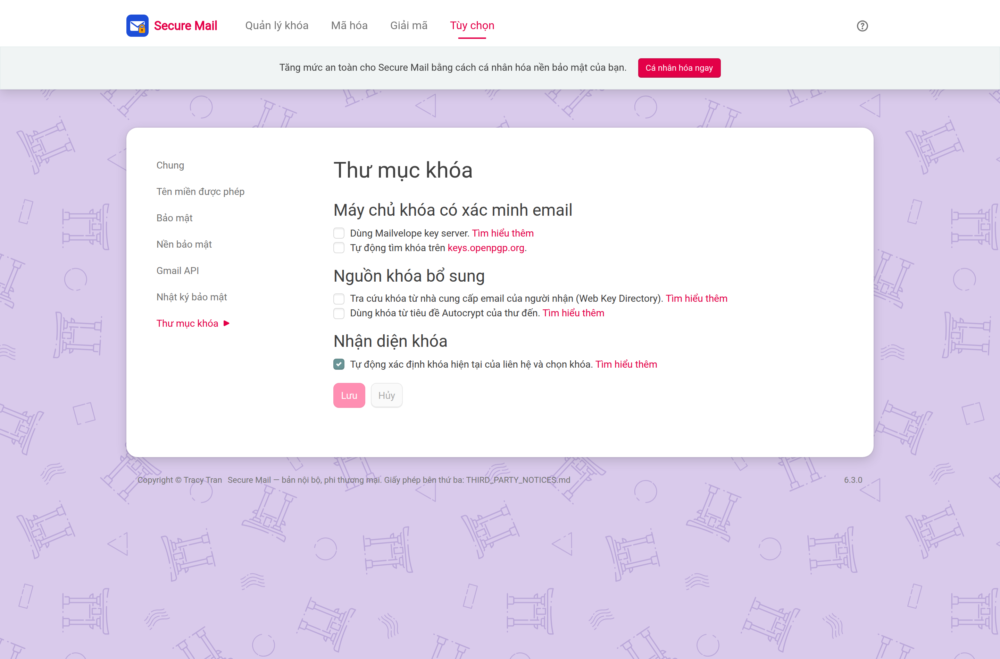 Secure Mail
Quản lý khóa
Mã hóa
Giải mã
Tùy chọn
Tăng mức an toàn cho Secure Mail bằng cách cá nhân hóa nền bảo mật của bạn.
Cá nhân hóa ngay
Chung
Tên miền được phép
Bảo mật
Nền bảo mật
Gmail API
Nhật ký bảo mật
Thư mục khóa
Thư mục khóa
Máy chủ khóa có xác minh email
Dùng Mailvelope key server. Tìm hiểu thêm
Tự động tìm khóa trên keys.openpgp.org.
Nguồn khóa bổ sung
Tra cứu khóa từ nhà cung cấp email của người nhận (Web Key Directory). Tìm hiểu thêm
Dùng khóa từ tiêu đề Autocrypt của thư đến. Tìm hiểu thêm
Nhận diện khóa
Tự động xác định khóa hiện tại của liên hệ và chọn khóa. Tìm hiểu thêm
Lưu
Hủy
Copyright © Tracy Tran Secure Mail — bản nội bộ, phi thương mại. Giấy phép bên thứ ba: THIRD_PARTY_NOTICES.md
6.3.0